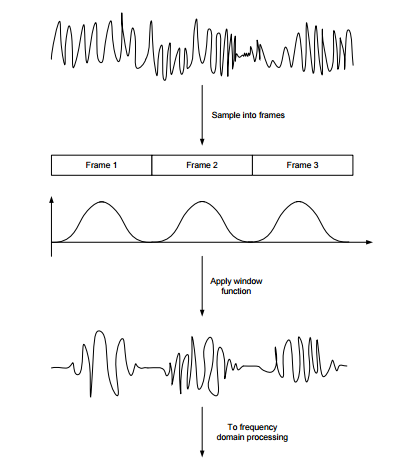 Sample into frames
Frame 1 Frame 2 Frame 3
Apply window
function
To frequency
domain processing